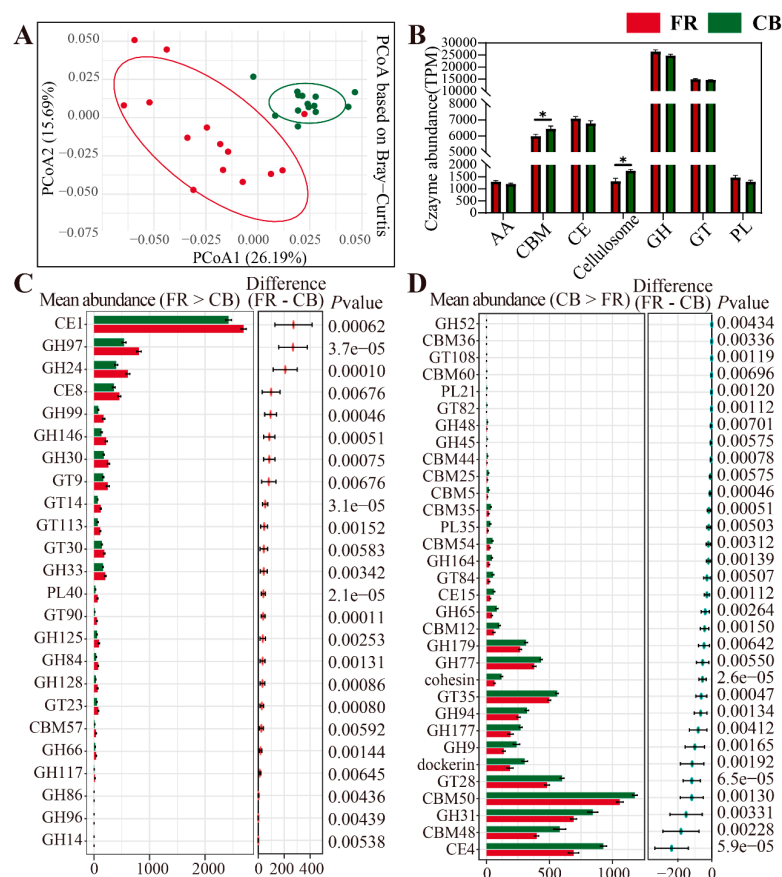 FR CB
A
PCoA2 (15.69%)
0.050
0.025
0.000
−0.025
−0.050
−0.075
−0.050 −0.025 0.000 0.025 0.050
PCoA1 (26.19%)
PCoA based on Bray-Curtis
B
Czayme abundance(TPM)
30000
25000
20000
15000
10000
8000
7000
6000
5000
2000
1500
1000
500
0
* *
AA CBM CE Cellulosome GH GT PL
C
Mean abundance (FR > CB)
Difference
(FR - CB)
Pvalue
CE1 0.00062
GH97 3.7e−05
GH24 0.00010
CE8 0.00676
GH99 0.00046
GH146 0.00051
GH30 0.00075
GT9 0.00676
GT14 3.1e−05
GT113 0.00152
GT30 0.00583
GH33 0.00342
PL40 2.1e−05
GT90 0.00011
GH125 0.00253
GH84 0.00131
GH128 0.00086
GT23 0.00080
CBM57 0.00592
GH66 0.00144
GH117 0.00645
GH86 0.00436
GH96 0.00439
GH14 0.00538
0 1000 2000 0 200 400
D
Mean abundance (CB > FR)
Difference
(FR - CB)
Pvalue
GH52 0.00434
CBM36 0.00336
GT108 0.00119
CBM60 0.00696
PL21 0.00120
GT82 0.00112
GH48 0.00701
GH45 0.00575
CBM44 0.00078
CBM25 0.00575
CBM5 0.00046
CBM35 0.00051
PL35 0.00503
CBM54 0.00312
GH164 0.00139
GT84 0.00507
CE15 0.00112
GH65 0.00264
CBM12 0.00150
GH179 0.00642
GH77 0.00550
cohesin 2.6e−05
GT35 0.00047
GH94 0.00134
GH177 0.00412
GH9 0.00165
dockerin 0.00192
GT28 6.5e−05
CBM50 0.00130
GH31 0.00331
CBM48 0.00228
CE4 5.9e−05
0 500 1000 −200 0